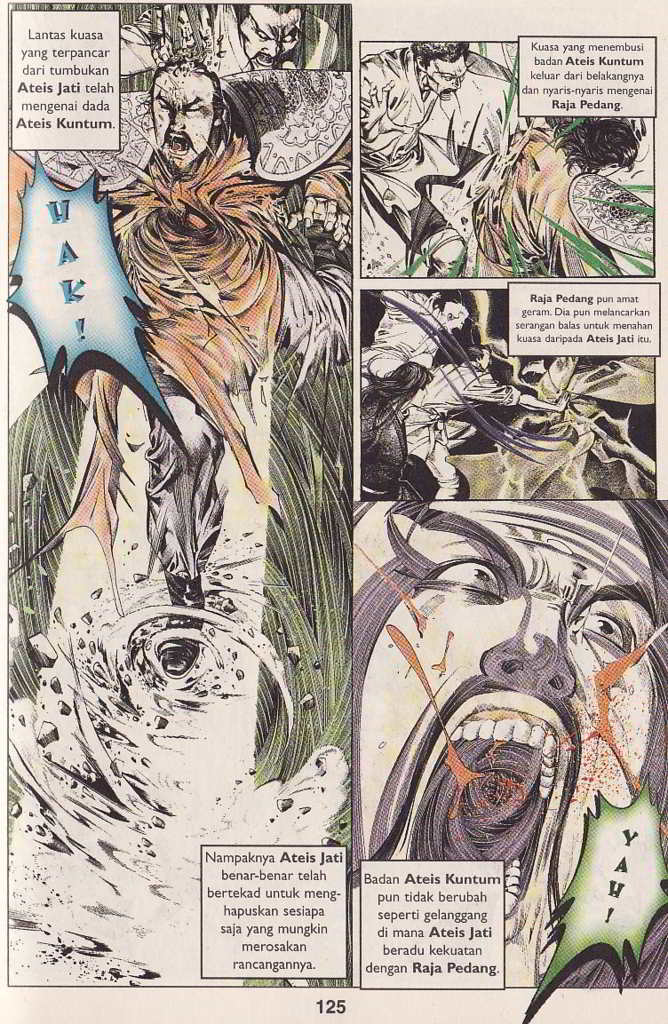 Lantas kuasa
yang terpancar
dari tumbukan
Ateis Jati telah
mengenai dada
Ateis Kuntum.
UAK!
Nampaknya Ateis Jati
benar-benar telah
bertekad untuk meng-
hapuskan sesiapa
saja yang mungkin
merosakan
rancangannya.
Kuasa yang menembusi
badan Ateis Kuntum
keluar dari belakangnya
dan nyaris-nyaris mengenai
Raja Pedang.
Raja Pedang pun amat
geram. Dia pun melancarkan
serangan balas untuk menahan
kuasa daripada Ateis Jati itu.
Badan Ateis Kuntum
pun tidak berubah
seperti gelanggang
di mana Ateis Jati
beradu kekuatan
dengan Raja Pedang.
YAH!
125